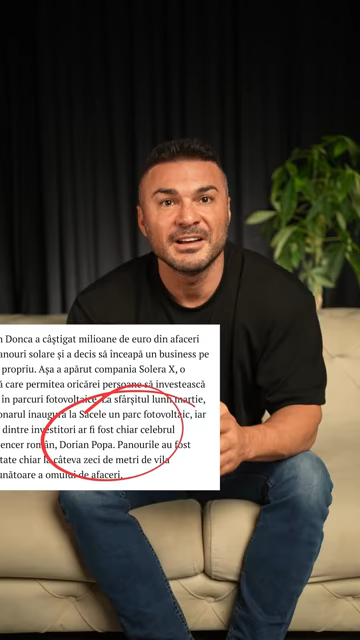 n Donca a câștigat milioane de euro din afaceri
anouri solare și a decis să înceapă un business pe
propriu. Așa a apărut compania Solera X, o
ă care permitea oricărei persoane să investească
în parcuri fotovoltaice. La sfârșitul lunii martie,
onarul inaugura la Săcele un parc fotovoltaic, iar
dintre investitori ar fi fost chiar celebrul
encer român, Dorian Popa. Panourile au fost
tate chiar la câteva zeci de metri de vila
unătoare a omului de afaceri.